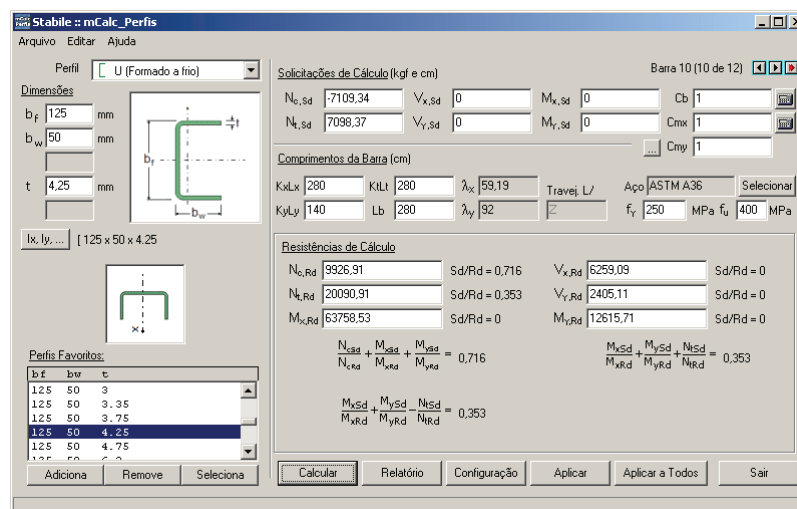 Stabile :: mCalc_Perfis
Arquivo Editar Ajuda
Perfil U (Formado a frio)
Dimensões
bf 125 mm
bw 50 mm
t 4,25 mm
t
bf
bw
Ix, Iy, ... [ 125 x 50 x 4.25
x
Perfis Favoritos:
bf bw t
125 50 3
125 50 3.35
125 50 3.75
125 50 4.25
125 50 4.75
Adiciona Remove Seleciona
Solicitações de Cálculo (kgf e cm) Barra 10 (10 de 12)
Nc,Sd -7109,34 Vx,Sd 0 Mx,Sd 0 Cb 1
Nt,Sd 7098,37 VY,Sd 0 MY,Sd 0 Cmx 1
... Cmy 1
Comprimentos da Barra (cm)
KxLx 280 KtLt 280 λX 59,19 Travej. L/ Aço ASTM A36 Selecionar
KyLy 140 Lb 280 λY 92 Z fY 250 MPa fu 400 MPa
Resistências de Cálculo
Nc,Rd 9926,91 Sd/Rd = 0,716 Vx,Rd 6259,09 Sd/Rd = 0
Nt,Rd 20090,91 Sd/Rd = 0,353 VY,Rd 2405,11 Sd/Rd = 0
Mx,Rd 63758,53 Sd/Rd = 0 MY,Rd 12615,71 Sd/Rd = 0
NcSd/NcRd + MxSd/MxRd + MySd/MyRd = 0,716 MxSd/MxRd + MySd/MyRd + NtSd/NtRd = 0,353
MxSd/MxRd + MySd/MyRd - NtSd/NtRd = 0,353
Calcular Relatório Configuração Aplicar Aplicar a Todos Sair